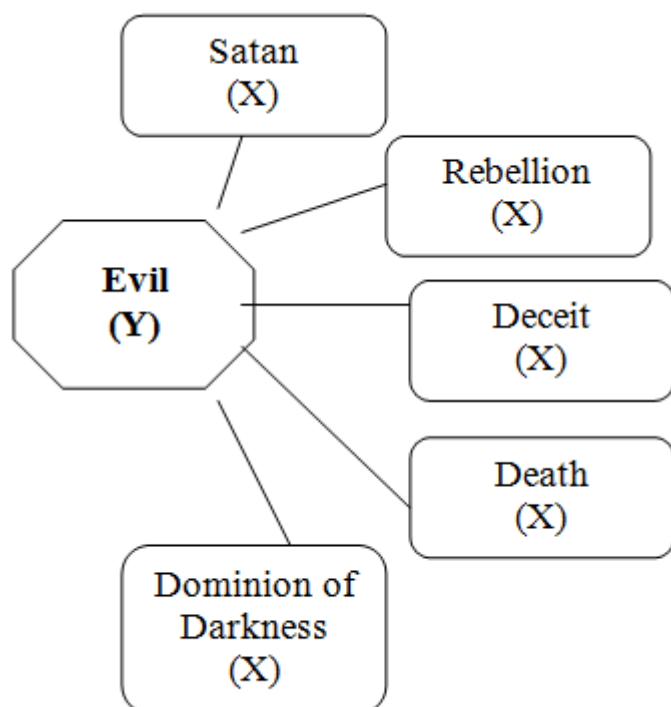 Satan
(X)
Rebellion
(X)
Evil
(Y)
Deceit
(X)
Death
(X)
Dominion of
Darkness
(X)